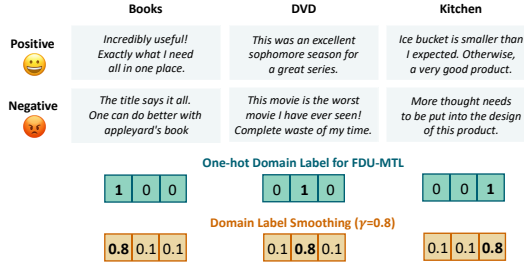 Books DVD Kitchen
Positive
Incredibly useful!
Exactly what I need
all in one place.
This was an excellent
sophomore season for
a great series.
Ice bucket is smaller than
I expected. Otherwise,
a very good product.
Negative
The title says it all.
One can do better with
appleyard's book
This movie is the worst
movie I have ever seen!
Complete waste of my time.
More thought needs
to be put into the design
of this product.
One-hot Domain Label for FDU-MTL
1 0 0 0 1 0 0 0 1
Domain Label Smoothing (γ=0.8)
0.8 0.1 0.1 0.1 0.8 0.1 0.1 0.1 0.8